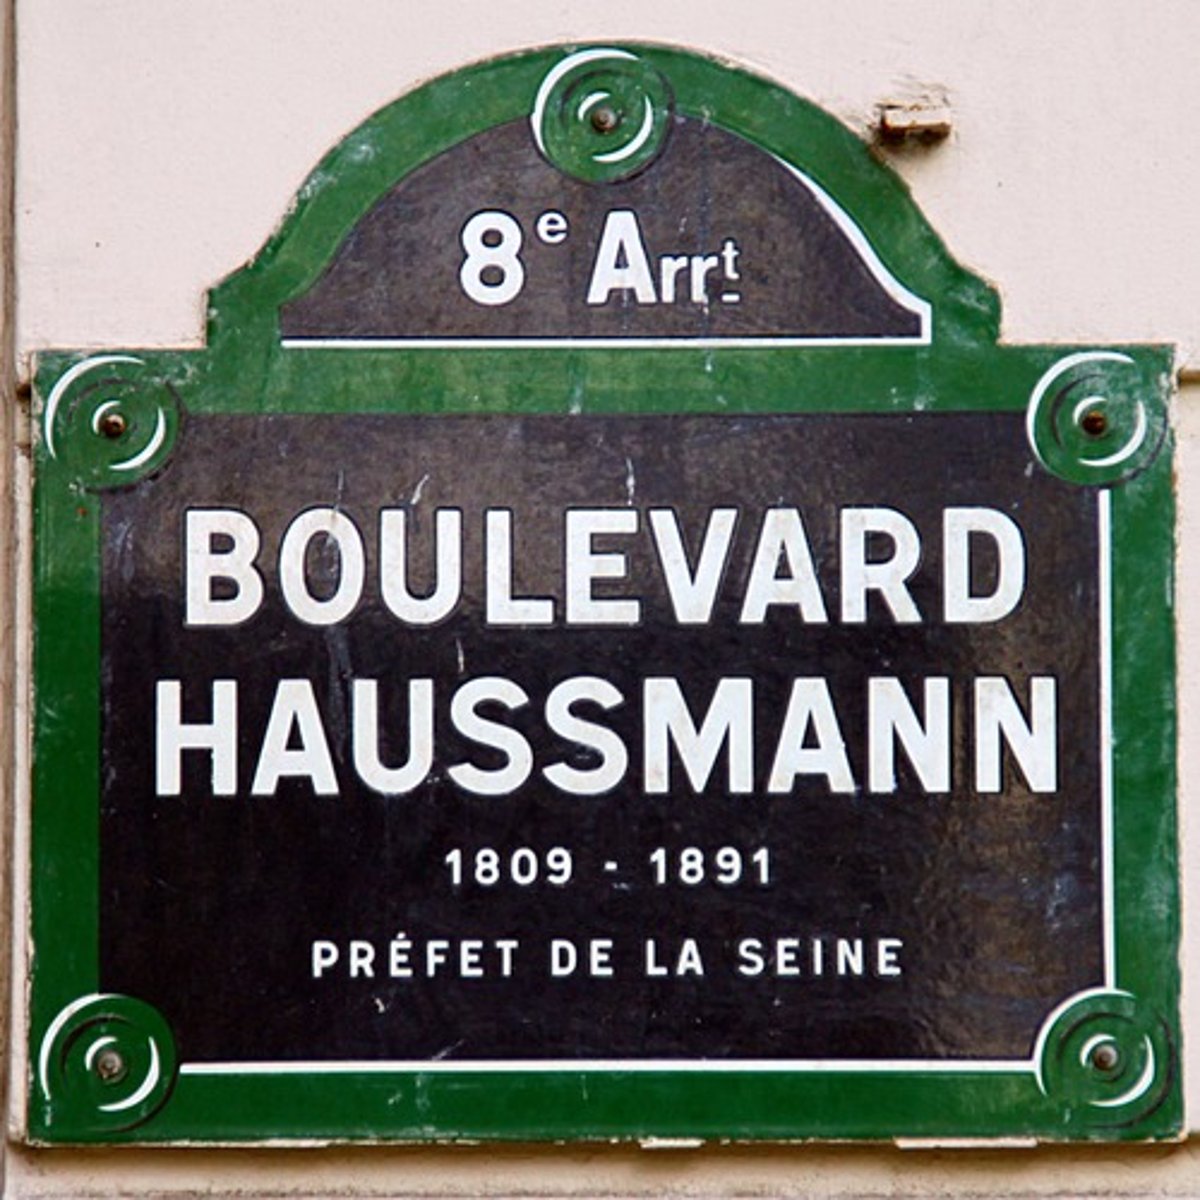 8e Arrt
BOULEVARD
HAUSSMANN
1809 - 1891
PRÉFET DE LA SEINE